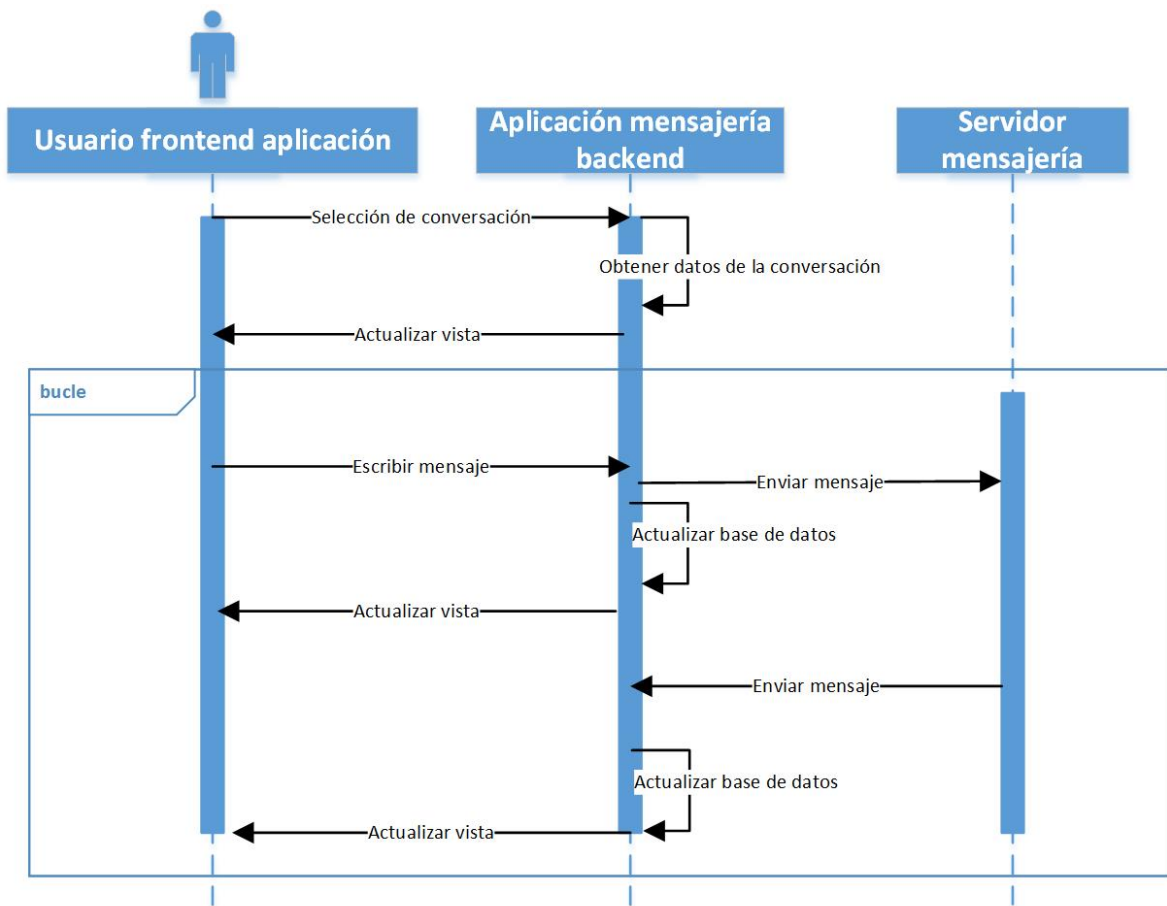 Usuario frontend aplicación
Aplicación mensajería
backend
Servidor
mensajería
Selección de conversación
Obtener datos de la conversación
Actualizar vista
bucle
Escribir mensaje
Enviar mensaje
Actualizar base de datos
Actualizar vista
Enviar mensaje
Actualizar base de datos
Actualizar vista